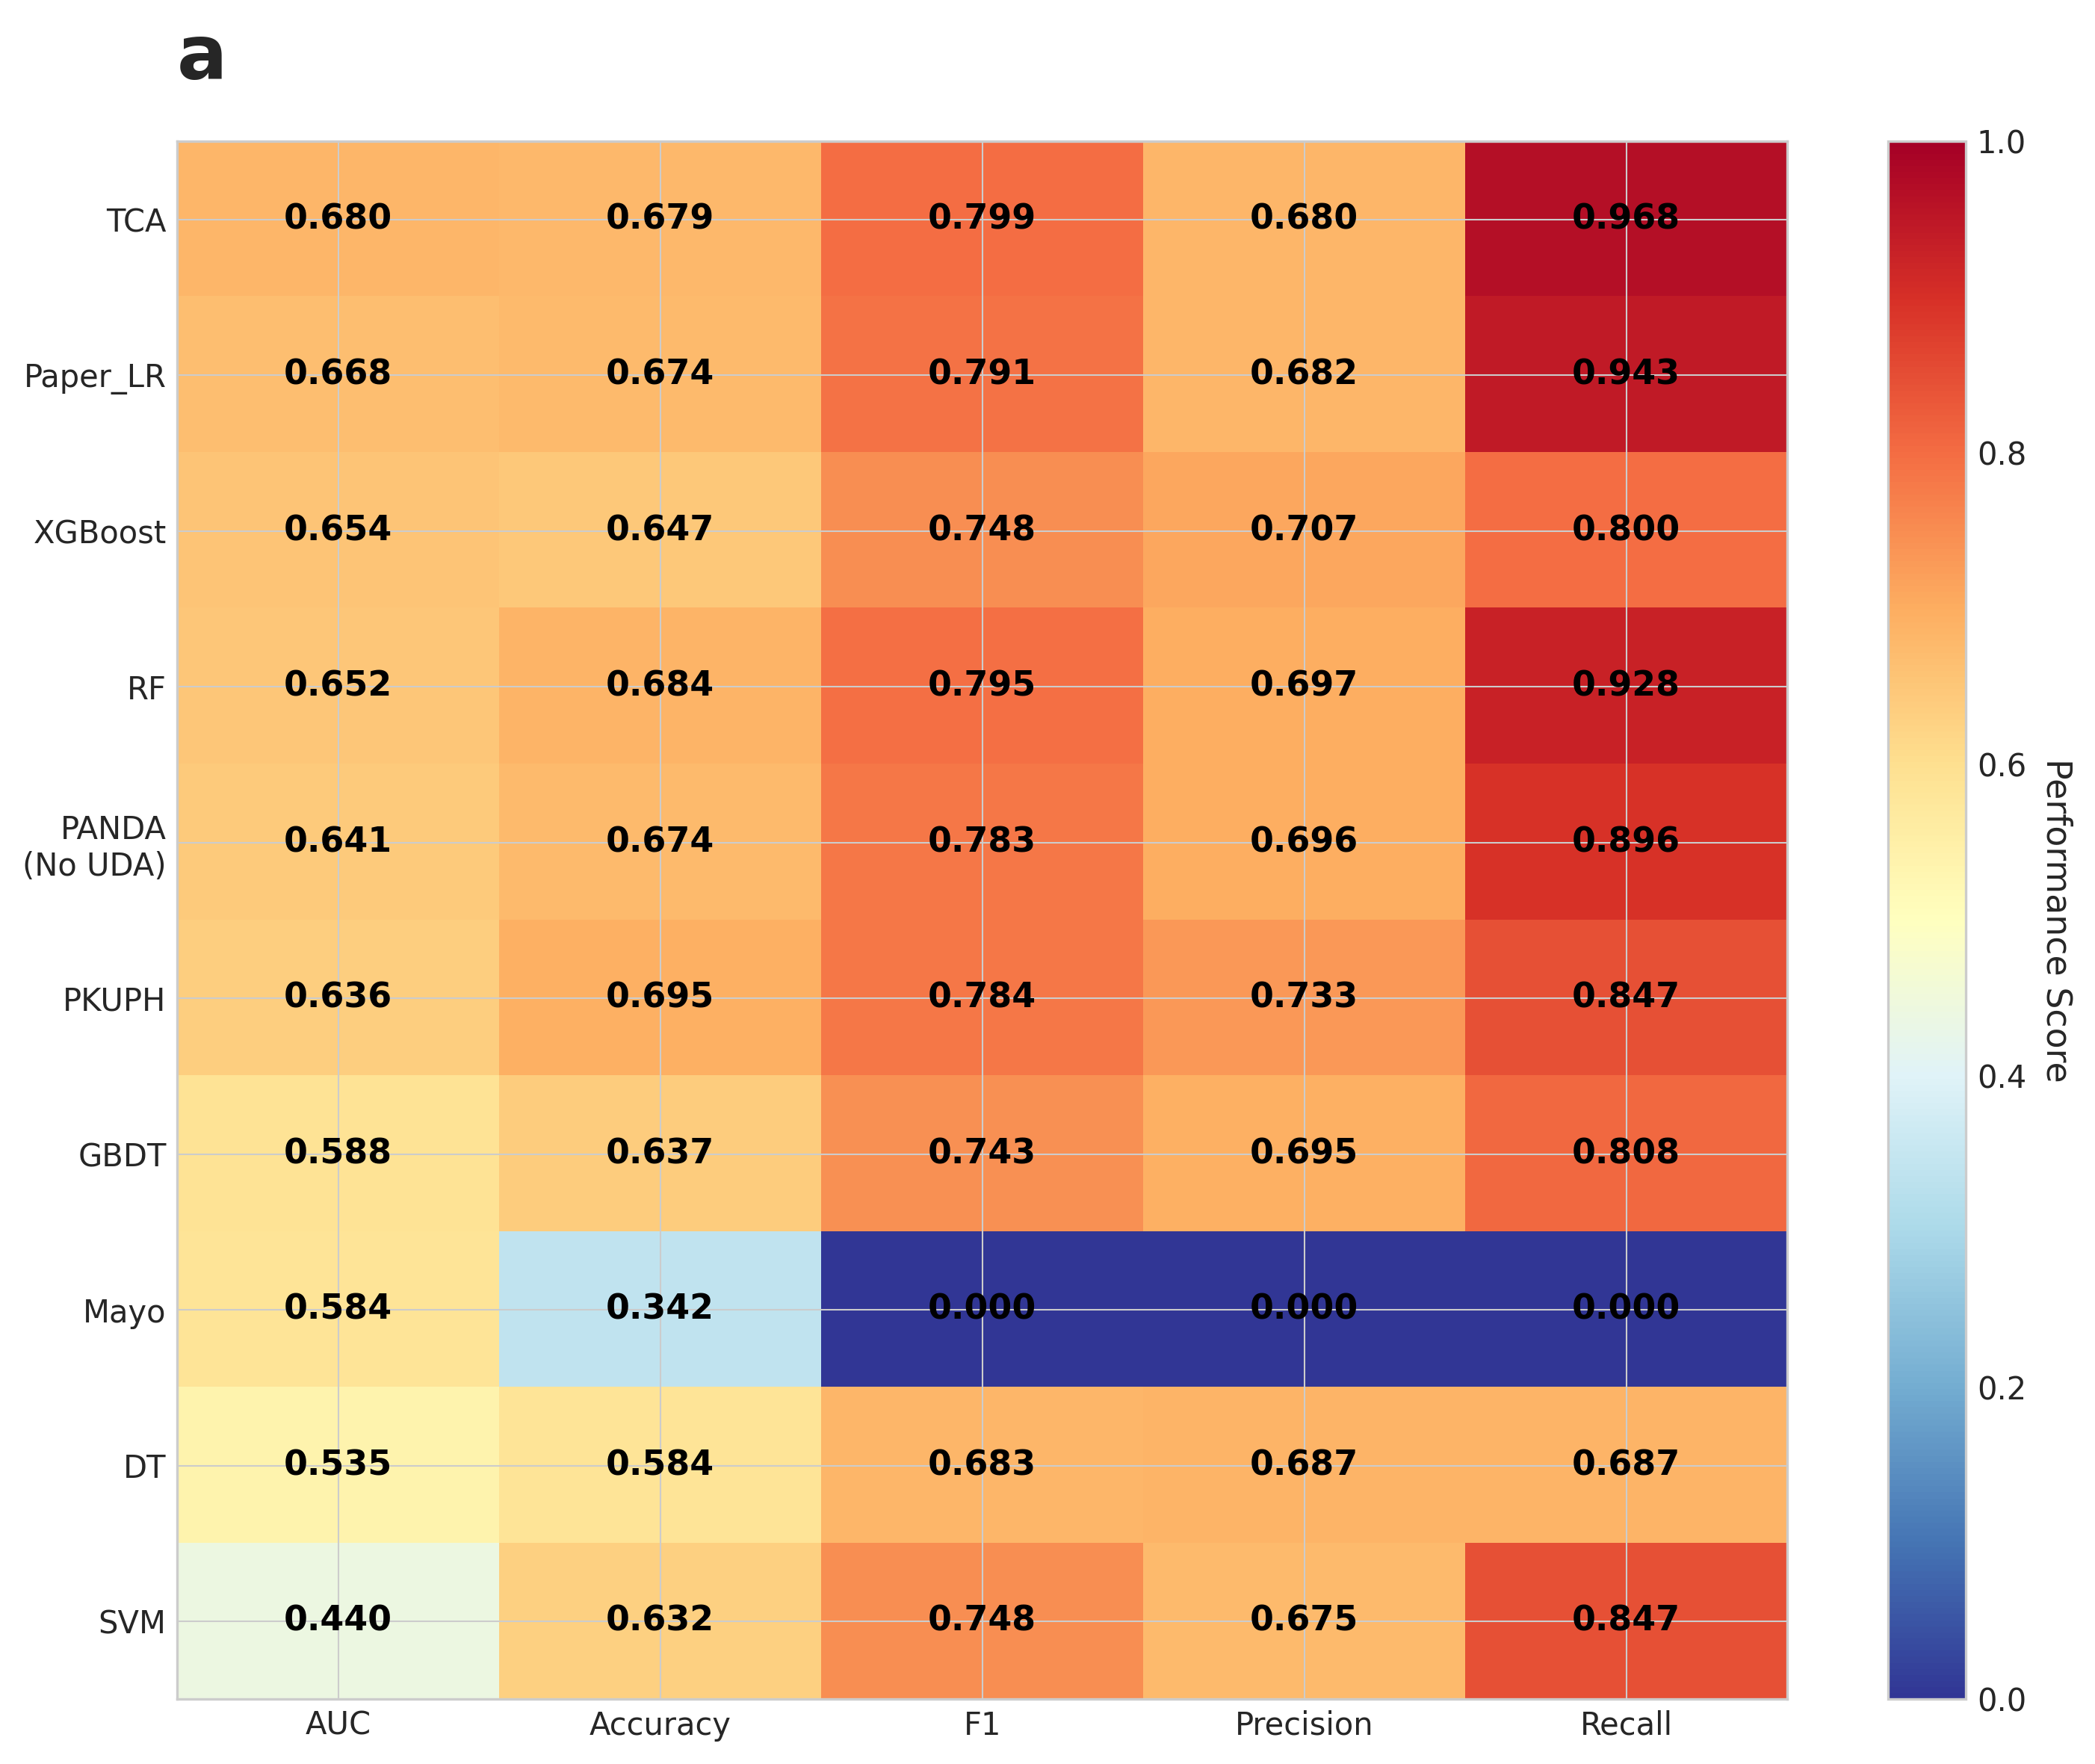 a
TCA 0.680 0.679 0.799 0.680 0.968
Paper_LR 0.668 0.674 0.791 0.682 0.943
XGBoost 0.654 0.647 0.748 0.707 0.800
RF 0.652 0.684 0.795 0.697 0.928
PANDA
(No UDA) 0.641 0.674 0.783 0.696 0.896
PKUPH 0.636 0.695 0.784 0.733 0.847
GBDT 0.588 0.637 0.743 0.695 0.808
Mayo 0.584 0.342 0.000 0.000 0.000
DT 0.535 0.584 0.683 0.687 0.687
SVM 0.440 0.632 0.748 0.675 0.847
AUC Accuracy F1 Precision Recall
1.0
0.8
0.6
0.4
0.2
0.0
Performance Score